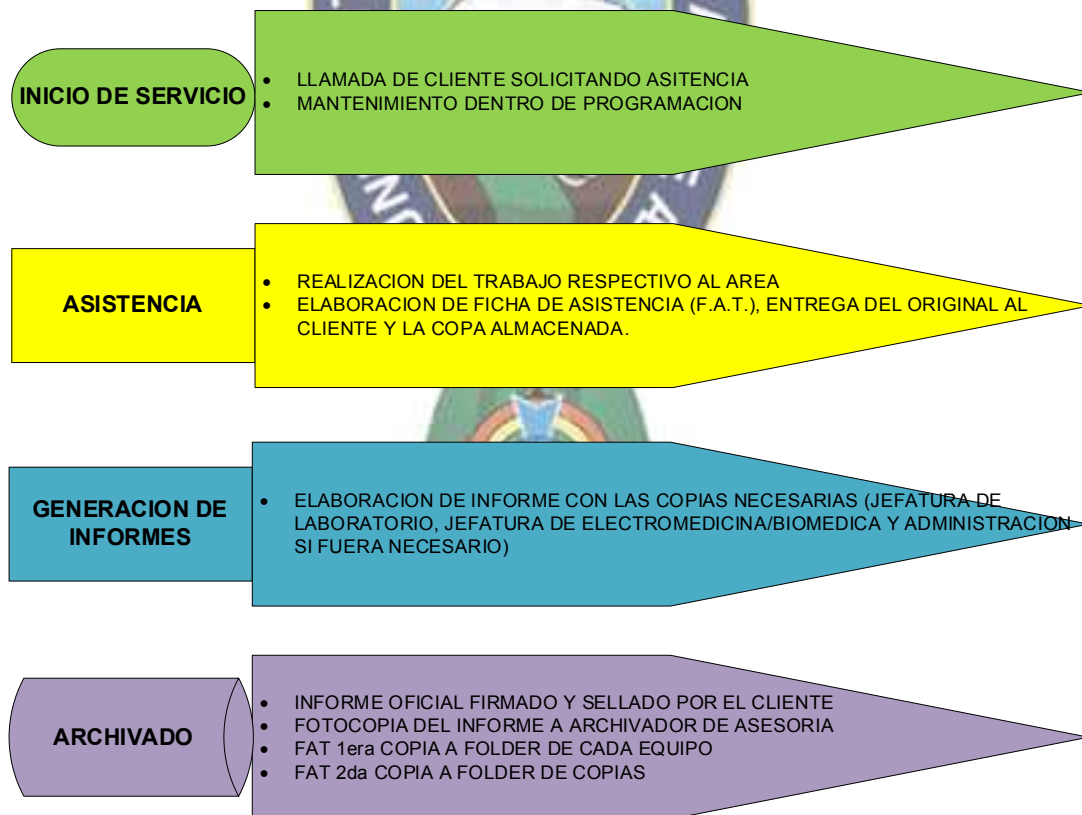 INICIO DE SERVICIO
• LLAMADA DE CLIENTE SOLICITANDO ASITENCIA
• MANTENIMIENTO DENTRO DE PROGRAMACION
ASISTENCIA
• REALIZACION DEL TRABAJO RESPECTIVO AL AREA
• ELABORACION DE FICHA DE ASISTENCIA (F.A.T.), ENTREGA DEL ORIGINAL AL
CLIENTE Y LA COPA ALMACENADA.
GENERACION DE
INFORMES
• ELABORACION DE INFORME CON LAS COPIAS NECESARIAS (JEFATURA DE
LABORATORIO, JEFATURA DE ELECTROMEDICINA/BIOMEDICA Y ADMINISTRACION
SI FUERA NECESARIO)
ARCHIVADO
• INFORME OFICIAL FIRMADO Y SELLADO POR EL CLIENTE
• FOTOCOPIA DEL INFORME A ARCHIVADOR DE ASESORIA
• FAT 1era COPIA A FOLDER DE CADA EQUIPO
• FAT 2da COPIA A FOLDER DE COPIAS